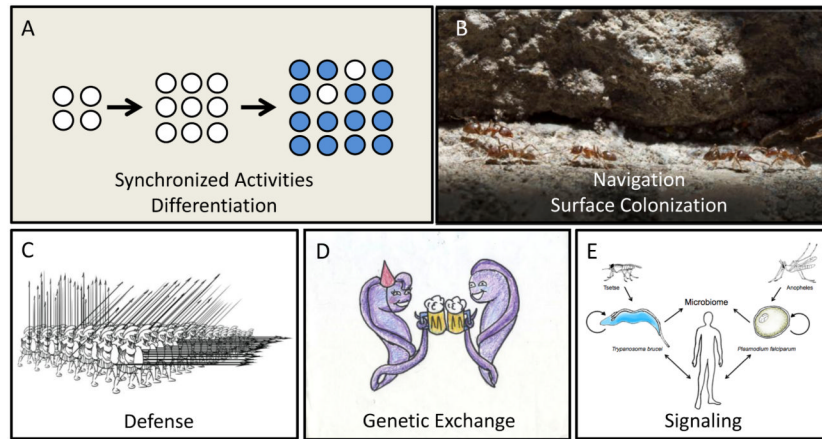 A
Synchronized Activities
Differentiation
B
Navigation
Surface Colonization
C
Defense
D
Genetic Exchange
E
Tsetse
Anopheles
Microbiome
Trypanosoma brucei
Plasmodium falciparum
Signaling